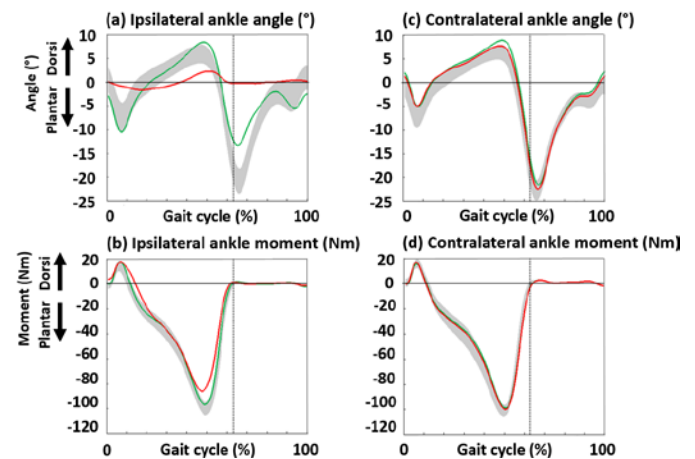 (a) Ipsilateral ankle angle (°)
Angle (°)
Plantar Dorsi
10
5
0
-5
-10
-15
-20
-25
0 Gait cycle (%) 100
(c) Contralateral ankle angle (°)
10
5
0
-5
-10
-15
-20
-25
0 Gait cycle (%) 100
(b) Ipsilateral ankle moment (Nm)
Moment (Nm)
Plantar Dorsi
20
0
-20
-40
-60
-80
-100
-120
0 Gait cycle (%) 100
(d) Contralateral ankle moment (Nm)
20
0
-20
-40
-60
-80
-100
-120
0 Gait cycle (%) 100